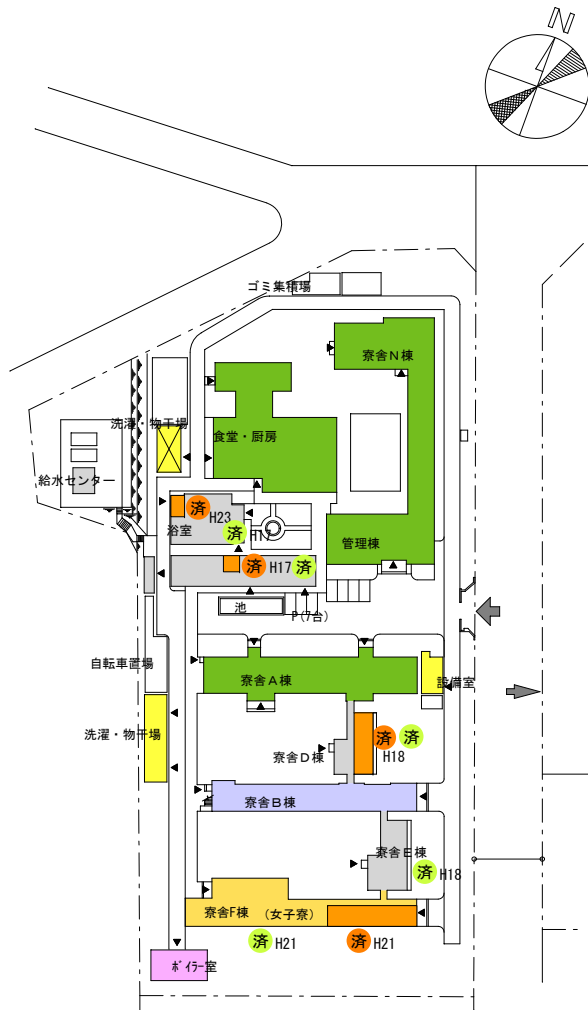 N
ゴミ集積場
寮舎N棟
洗濯・物干場
食堂・厨房
給水センター
済
H23
浴室
済
H17
管理棟
済
H17
済
池
P(7台)
自転車置場
寮舎A棟
設備室
洗濯・物干場
済
済
寮舎D棟
H18
寮舎B棟
寮舎E棟
済
H18
寮舎F棟
(女子寮)
済
H21
済
H21
ボイラー室